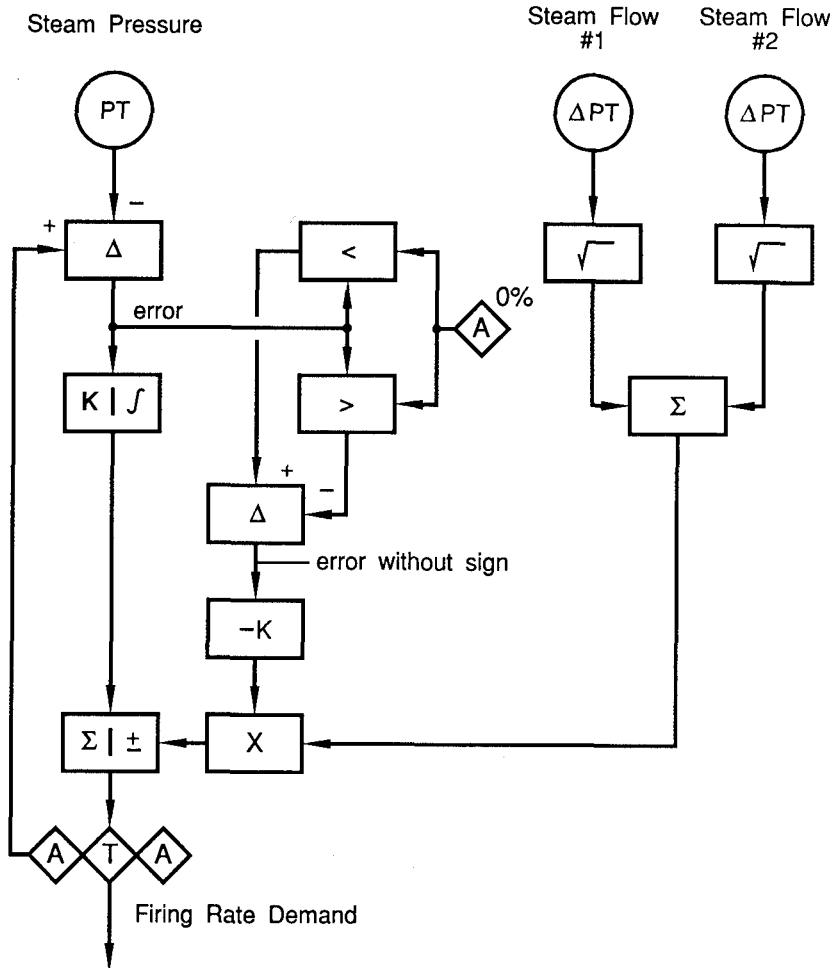 Steam Pressure
Steam Flow
#1
Steam Flow
#2
PT
ΔPT
ΔPT
−
+
Δ
<
√
√
0%
A
error
K | ∫
>
Σ
+
−
Δ
error without sign
−K
Σ | ±
X
A
T
A
Firing Rate Demand